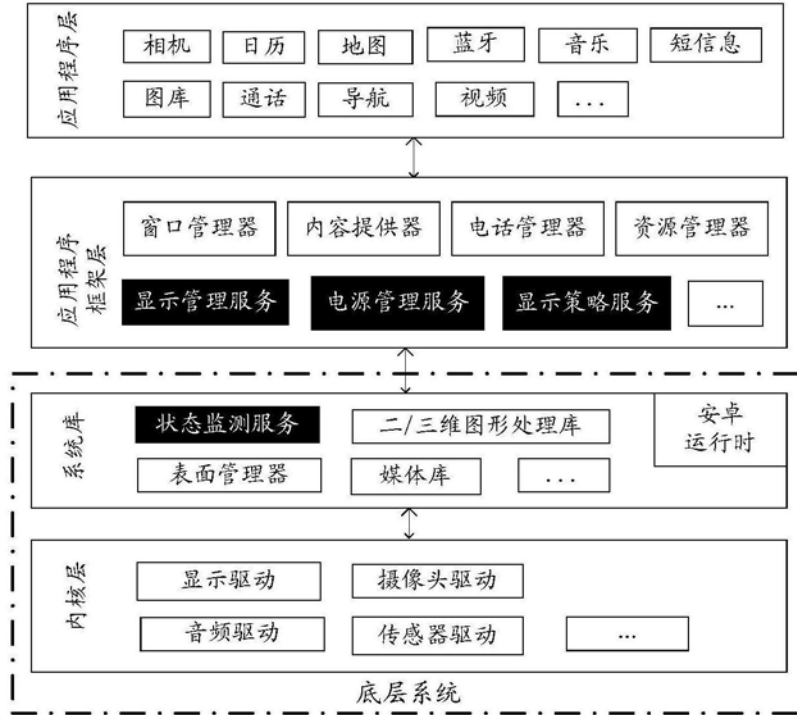 应用程序层
相机 日历 地图 蓝牙 音乐 短信息
图库 通话 导航 视频 ...
应用程序
框架层
窗口管理器 内容提供器 电话管理器 资源管理器
显示管理服务 电源管理服务 显示策略服务 ...
系统库
状态监测服务 二/三维图形处理库
安卓
运行时
表面管理器 媒体库 ...
内核层
显示驱动 摄像头驱动
音频驱动 传感器驱动 ...
底层系统